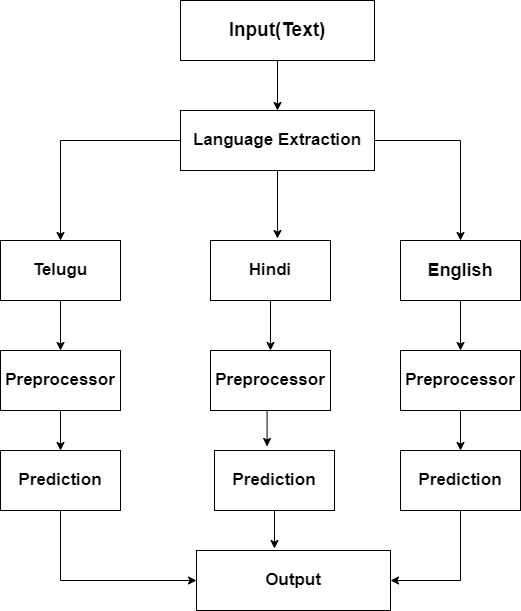 Input(Text)
Language Extraction
Telugu
Hindi
English
Preprocessor
Preprocessor
Preprocessor
Prediction
Prediction
Prediction
Output